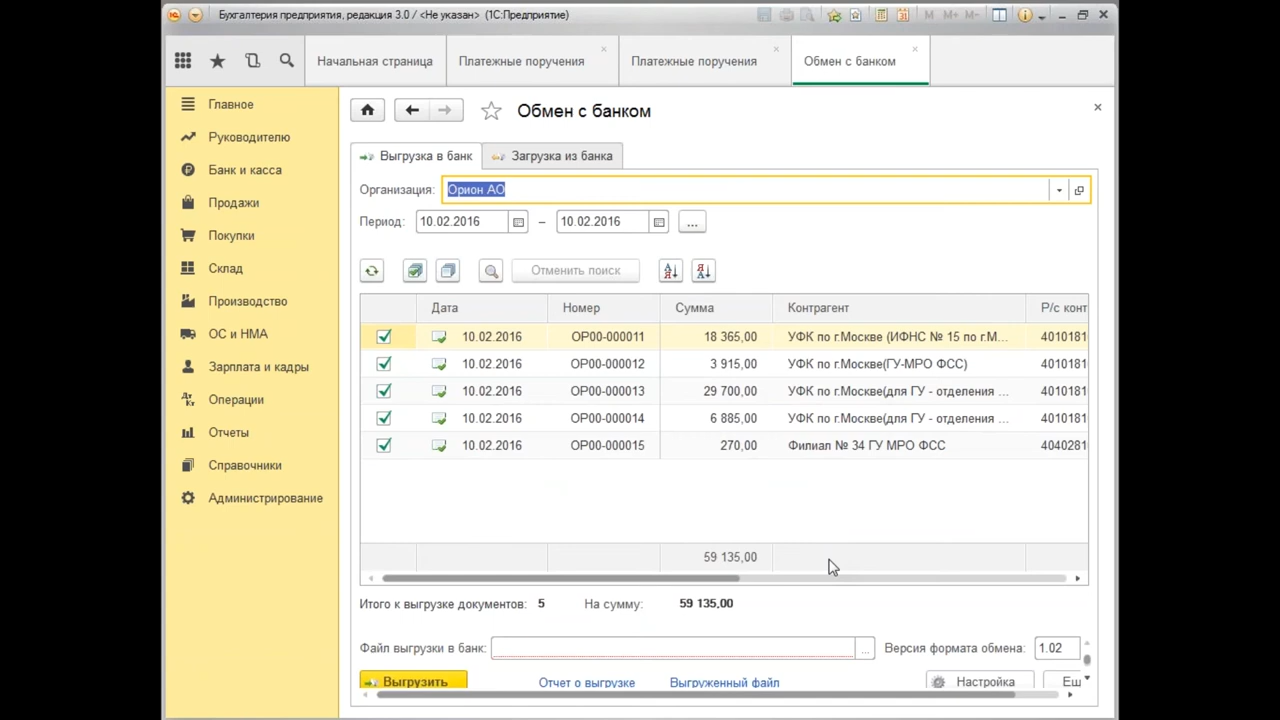 Бухгалтерия предприятия, редакция 3.0 / <Не указан> (1С:Предприятие)
M M+ M-
Начальная страница
Платежные поручения
Платежные поручения
Обмен с банком
Главное
Руководителю
Банк и касса
Продажи
Покупки
Склад
Производство
ОС и НМА
Зарплата и кадры
Операции
Отчеты
Справочники
Администрирование
Обмен с банком
Выгрузка в банк
Загрузка из банка
Организация: Орион АО
Период: 10.02.2016 – 10.02.2016 ...
Отменить поиск
Дата Номер Сумма Контрагент Р/с конт
10.02.2016 ОР00-000011 18 365,00 УФК по г.Москве (ИФНС № 15 по г.М... 4010181
10.02.2016 ОР00-000012 3 915,00 УФК по г.Москве(ГУ-МРО ФСС) 4010181
10.02.2016 ОР00-000013 29 700,00 УФК по г.Москве(для ГУ - отделения ... 4010181
10.02.2016 ОР00-000014 6 885,00 УФК по г.Москве(для ГУ - отделения ... 4010181
10.02.2016 ОР00-000015 270,00 Филиал № 34 ГУ МРО ФСС 4040281
59 135,00
Итого к выгрузке документов: 5 На сумму: 59 135,00
Файл выгрузки в банк: ... Версия формата обмена: 1.02
Выгрузить Отчет о выгрузке Выгруженный файл Настройка Ещ